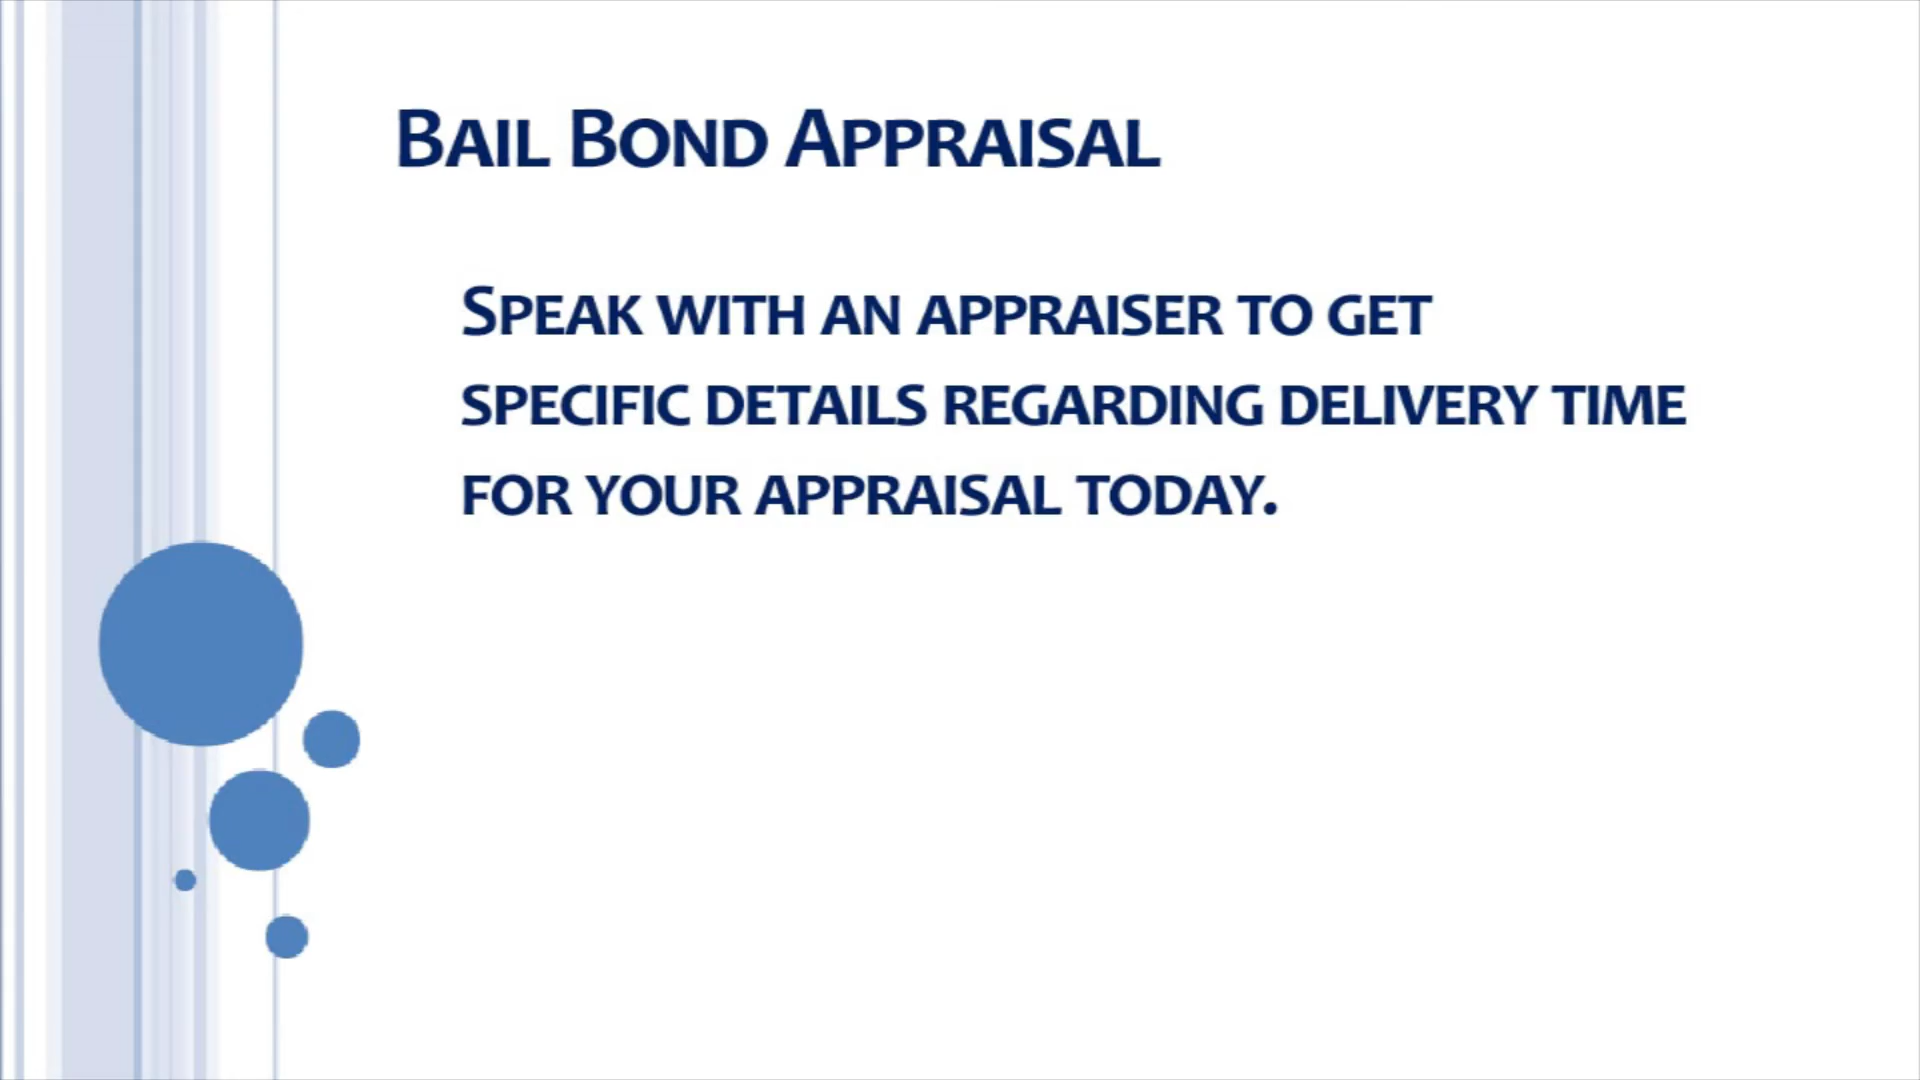 Bail Bond Appraisal
Speak with an appraiser to get
specific details regarding delivery time
for your appraisal today.